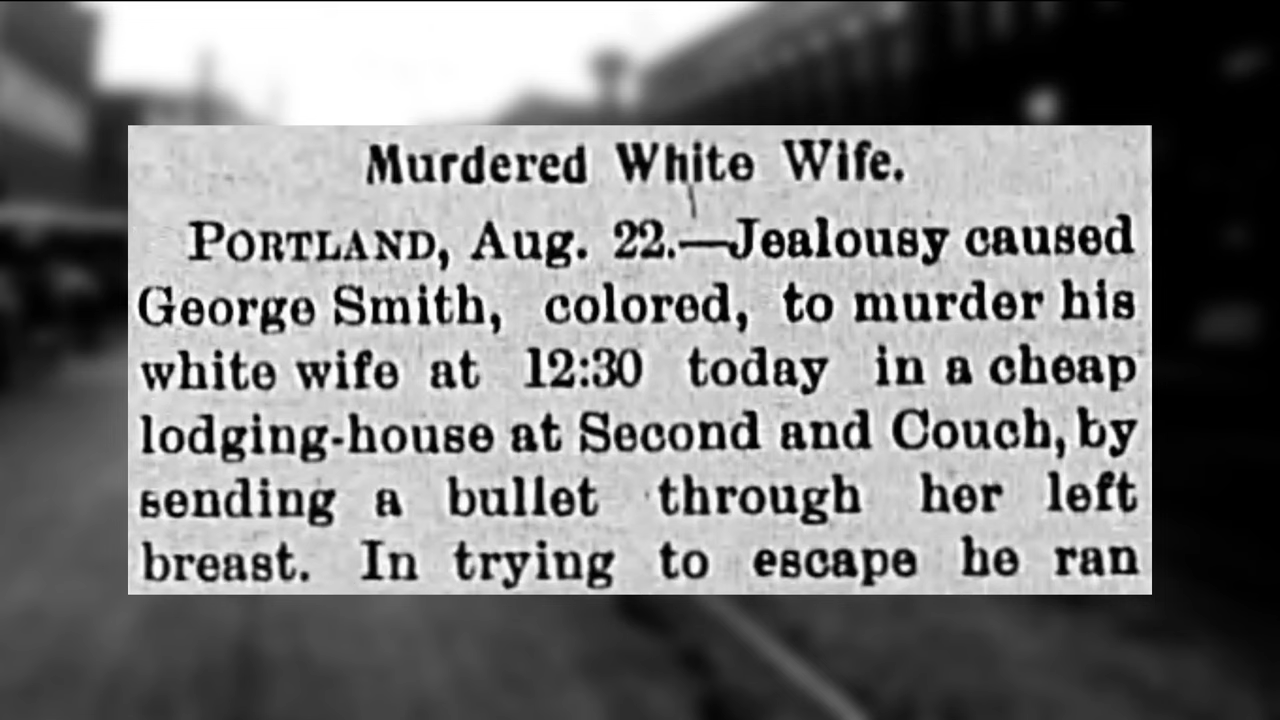 Murdered White Wife.
PORTLAND, Aug. 22.—Jealousy caused
George Smith, colored, to murder his
white wife at 12:30 today in a cheap
lodging-house at Second and Couch, by
sending a bullet through her left
breast. In trying to escape he ran